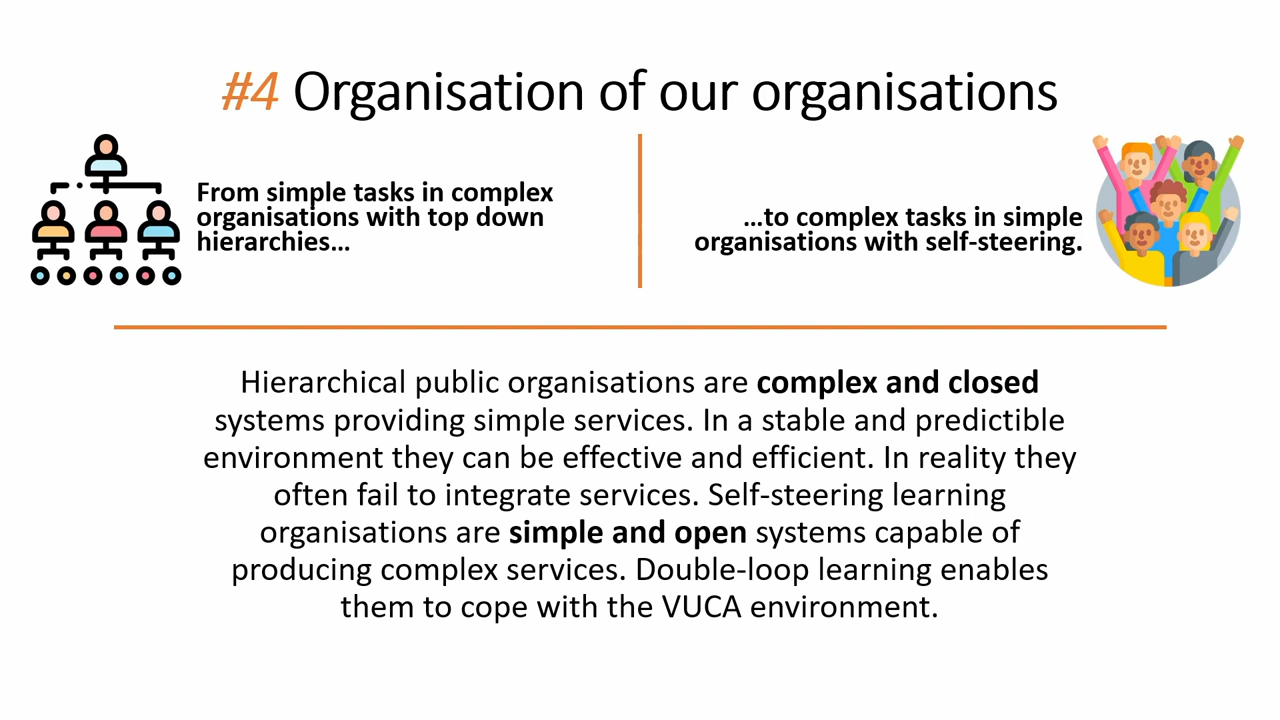 #4 Organisation of our organisations
From simple tasks in complex
organisations with top down
hierarchies...
...to complex tasks in simple
organisations with self-steering.
Hierarchical public organisations are complex and closed
systems providing simple services. In a stable and predictible
environment they can be effective and efficient. In reality they
often fail to integrate services. Self-steering learning
organisations are simple and open systems capable of
producing complex services. Double-loop learning enables
them to cope with the VUCA environment.